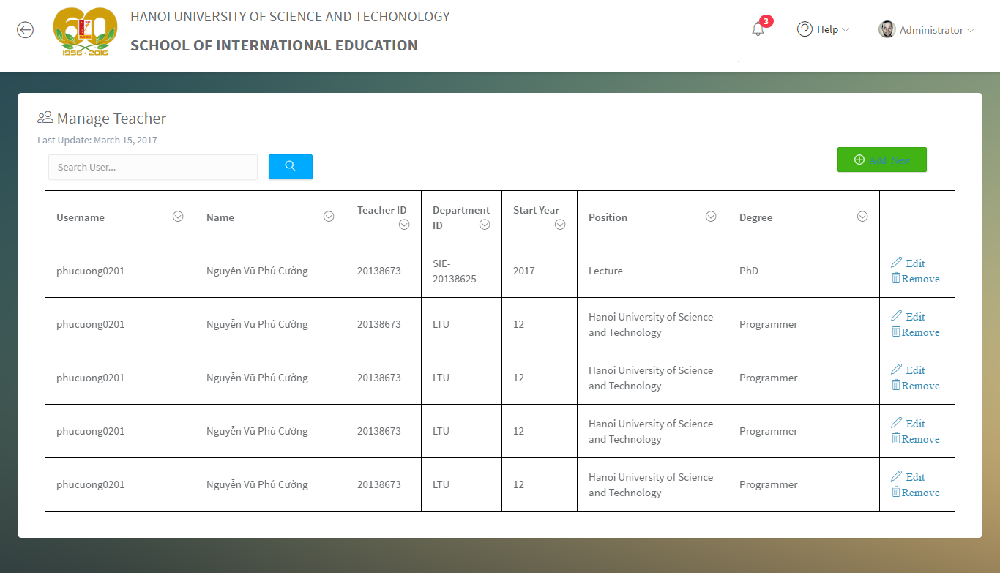 HANOI UNIVERSITY OF SCIENCE AND TECHONOLOGY
SCHOOL OF INTERNATIONAL EDUCATION
1956 - 2016
3
Help
Administrator
Manage Teacher
Last Update: March 15, 2017
Search User...
Add New
Username Name Teacher ID Department ID Start Year Position Degree
phucuong0201 Nguyễn Vũ Phú Cường 20138673 SIE-20138625 2017 Lecture PhD Edit Remove
phucuong0201 Nguyễn Vũ Phú Cường 20138673 LTU 12 Hanoi University of Science and Technology Programmer Edit Remove
phucuong0201 Nguyễn Vũ Phú Cường 20138673 LTU 12 Hanoi University of Science and Technology Programmer Edit Remove
phucuong0201 Nguyễn Vũ Phú Cường 20138673 LTU 12 Hanoi University of Science and Technology Programmer Edit Remove
phucuong0201 Nguyễn Vũ Phú Cường 20138673 LTU 12 Hanoi University of Science and Technology Programmer Edit Remove